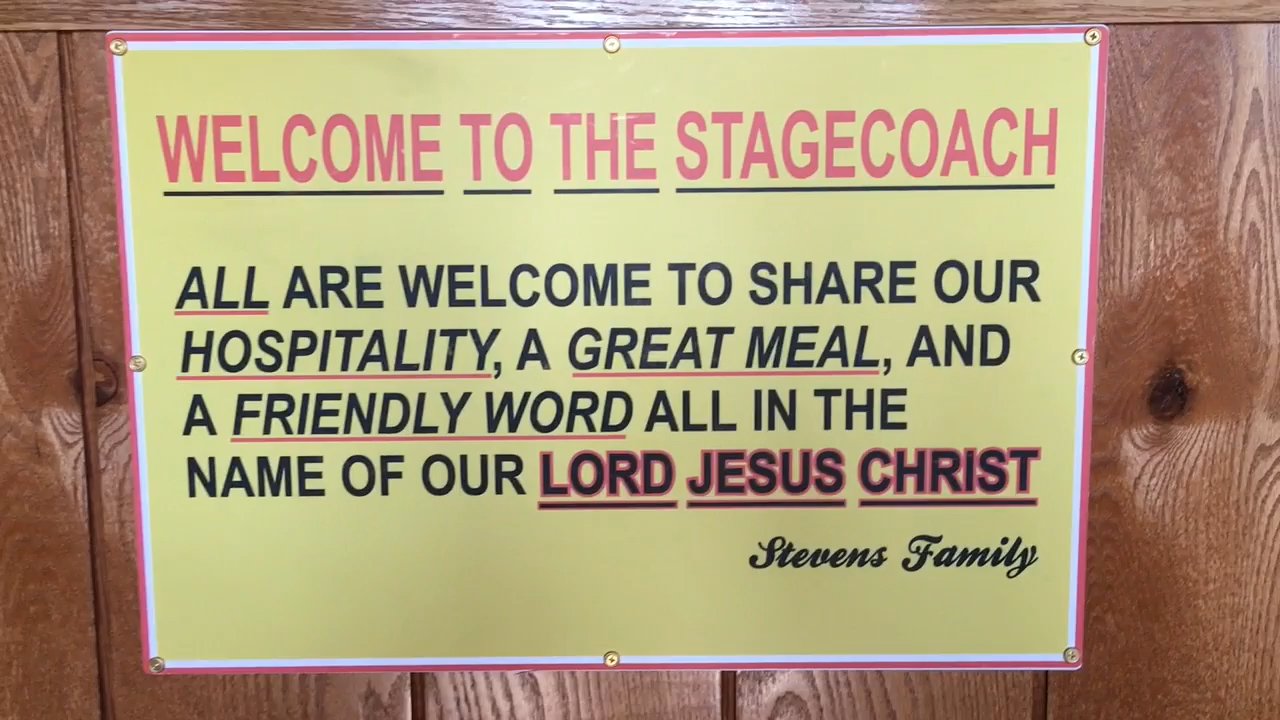 WELCOME TO THE STAGECOACH
ALL ARE WELCOME TO SHARE OUR
HOSPITALITY, A GREAT MEAL, AND
A FRIENDLY WORD ALL IN THE
NAME OF OUR LORD JESUS CHRIST
Stevens Family